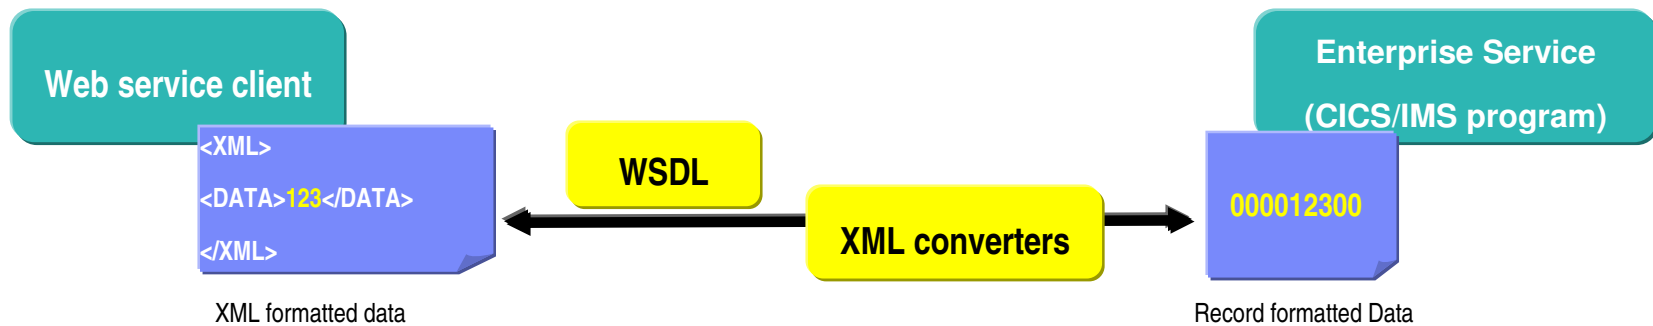 Web service client
<XML>
<DATA>123</DATA>
</XML>
XML formatted data
WSDL
XML converters
Enterprise Service
(CICS/IMS program)
000012300
Record formatted Data